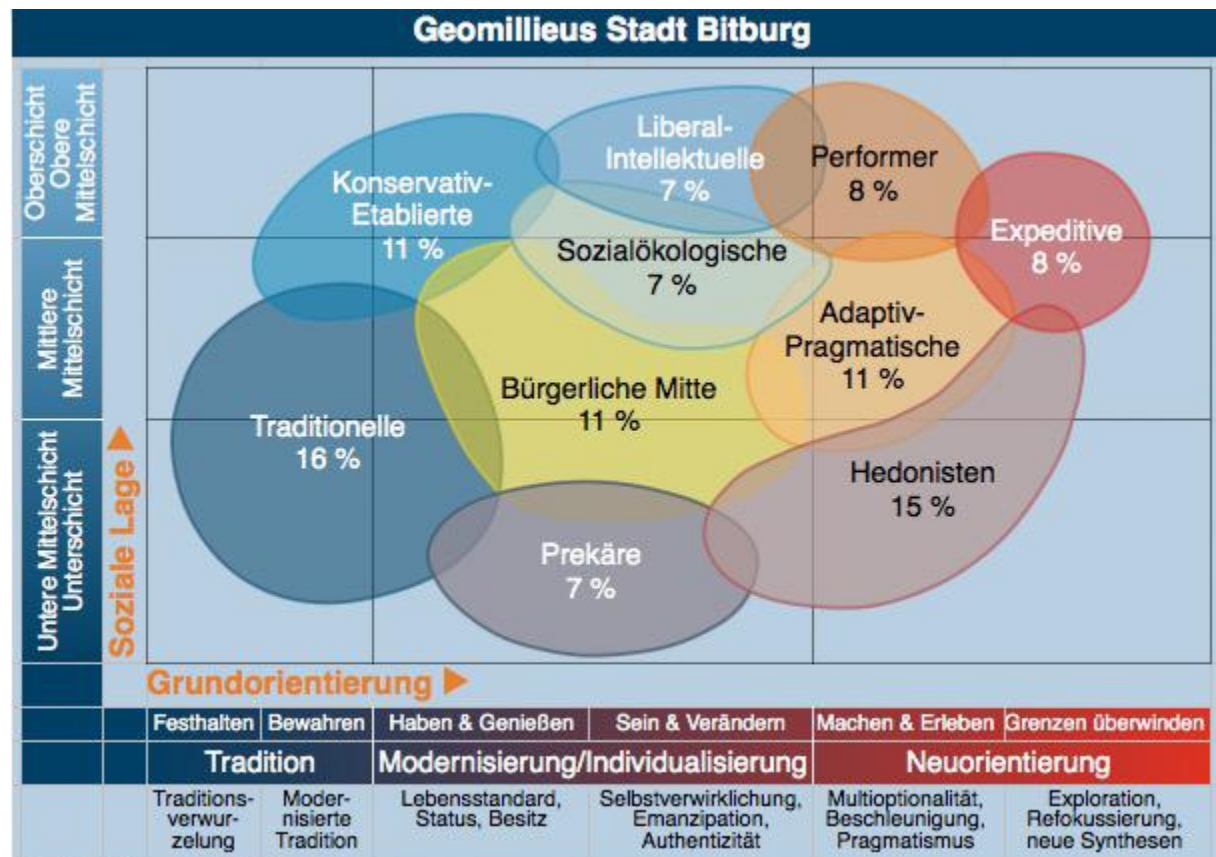 Geomillieus Stadt Bitburg
Oberschicht
Obere
Mittelschicht
Mittlere
Mittelschicht
Untere Mittelschicht
Unterschicht
Soziale Lage ▶
Konservativ-
Etablierte
11 %
Liberal-
Intellektuelle
7 %
Performer
8 %
Expeditive
8 %
Sozialökologische
7 %
Adaptiv-
Pragmatische
11 %
Bürgerliche Mitte
11 %
Traditionelle
16 %
Hedonisten
15 %
Prekäre
7 %
Grundorientierung ▶
Festhalten Bewahren Haben & Genießen Sein & Verändern Machen & Erleben Grenzen überwinden
Tradition Modernisierung/Individualisierung Neuorientierung
Traditions-
verwur-
zelung
Moder-
nisierte
Tradition
Lebensstandard,
Status, Besitz
Selbstverwirklichung,
Emanzipation,
Authentizität
Multioptionalität,
Beschleunigung,
Pragmatismus
Exploration,
Refokussierung,
neue Synthesen